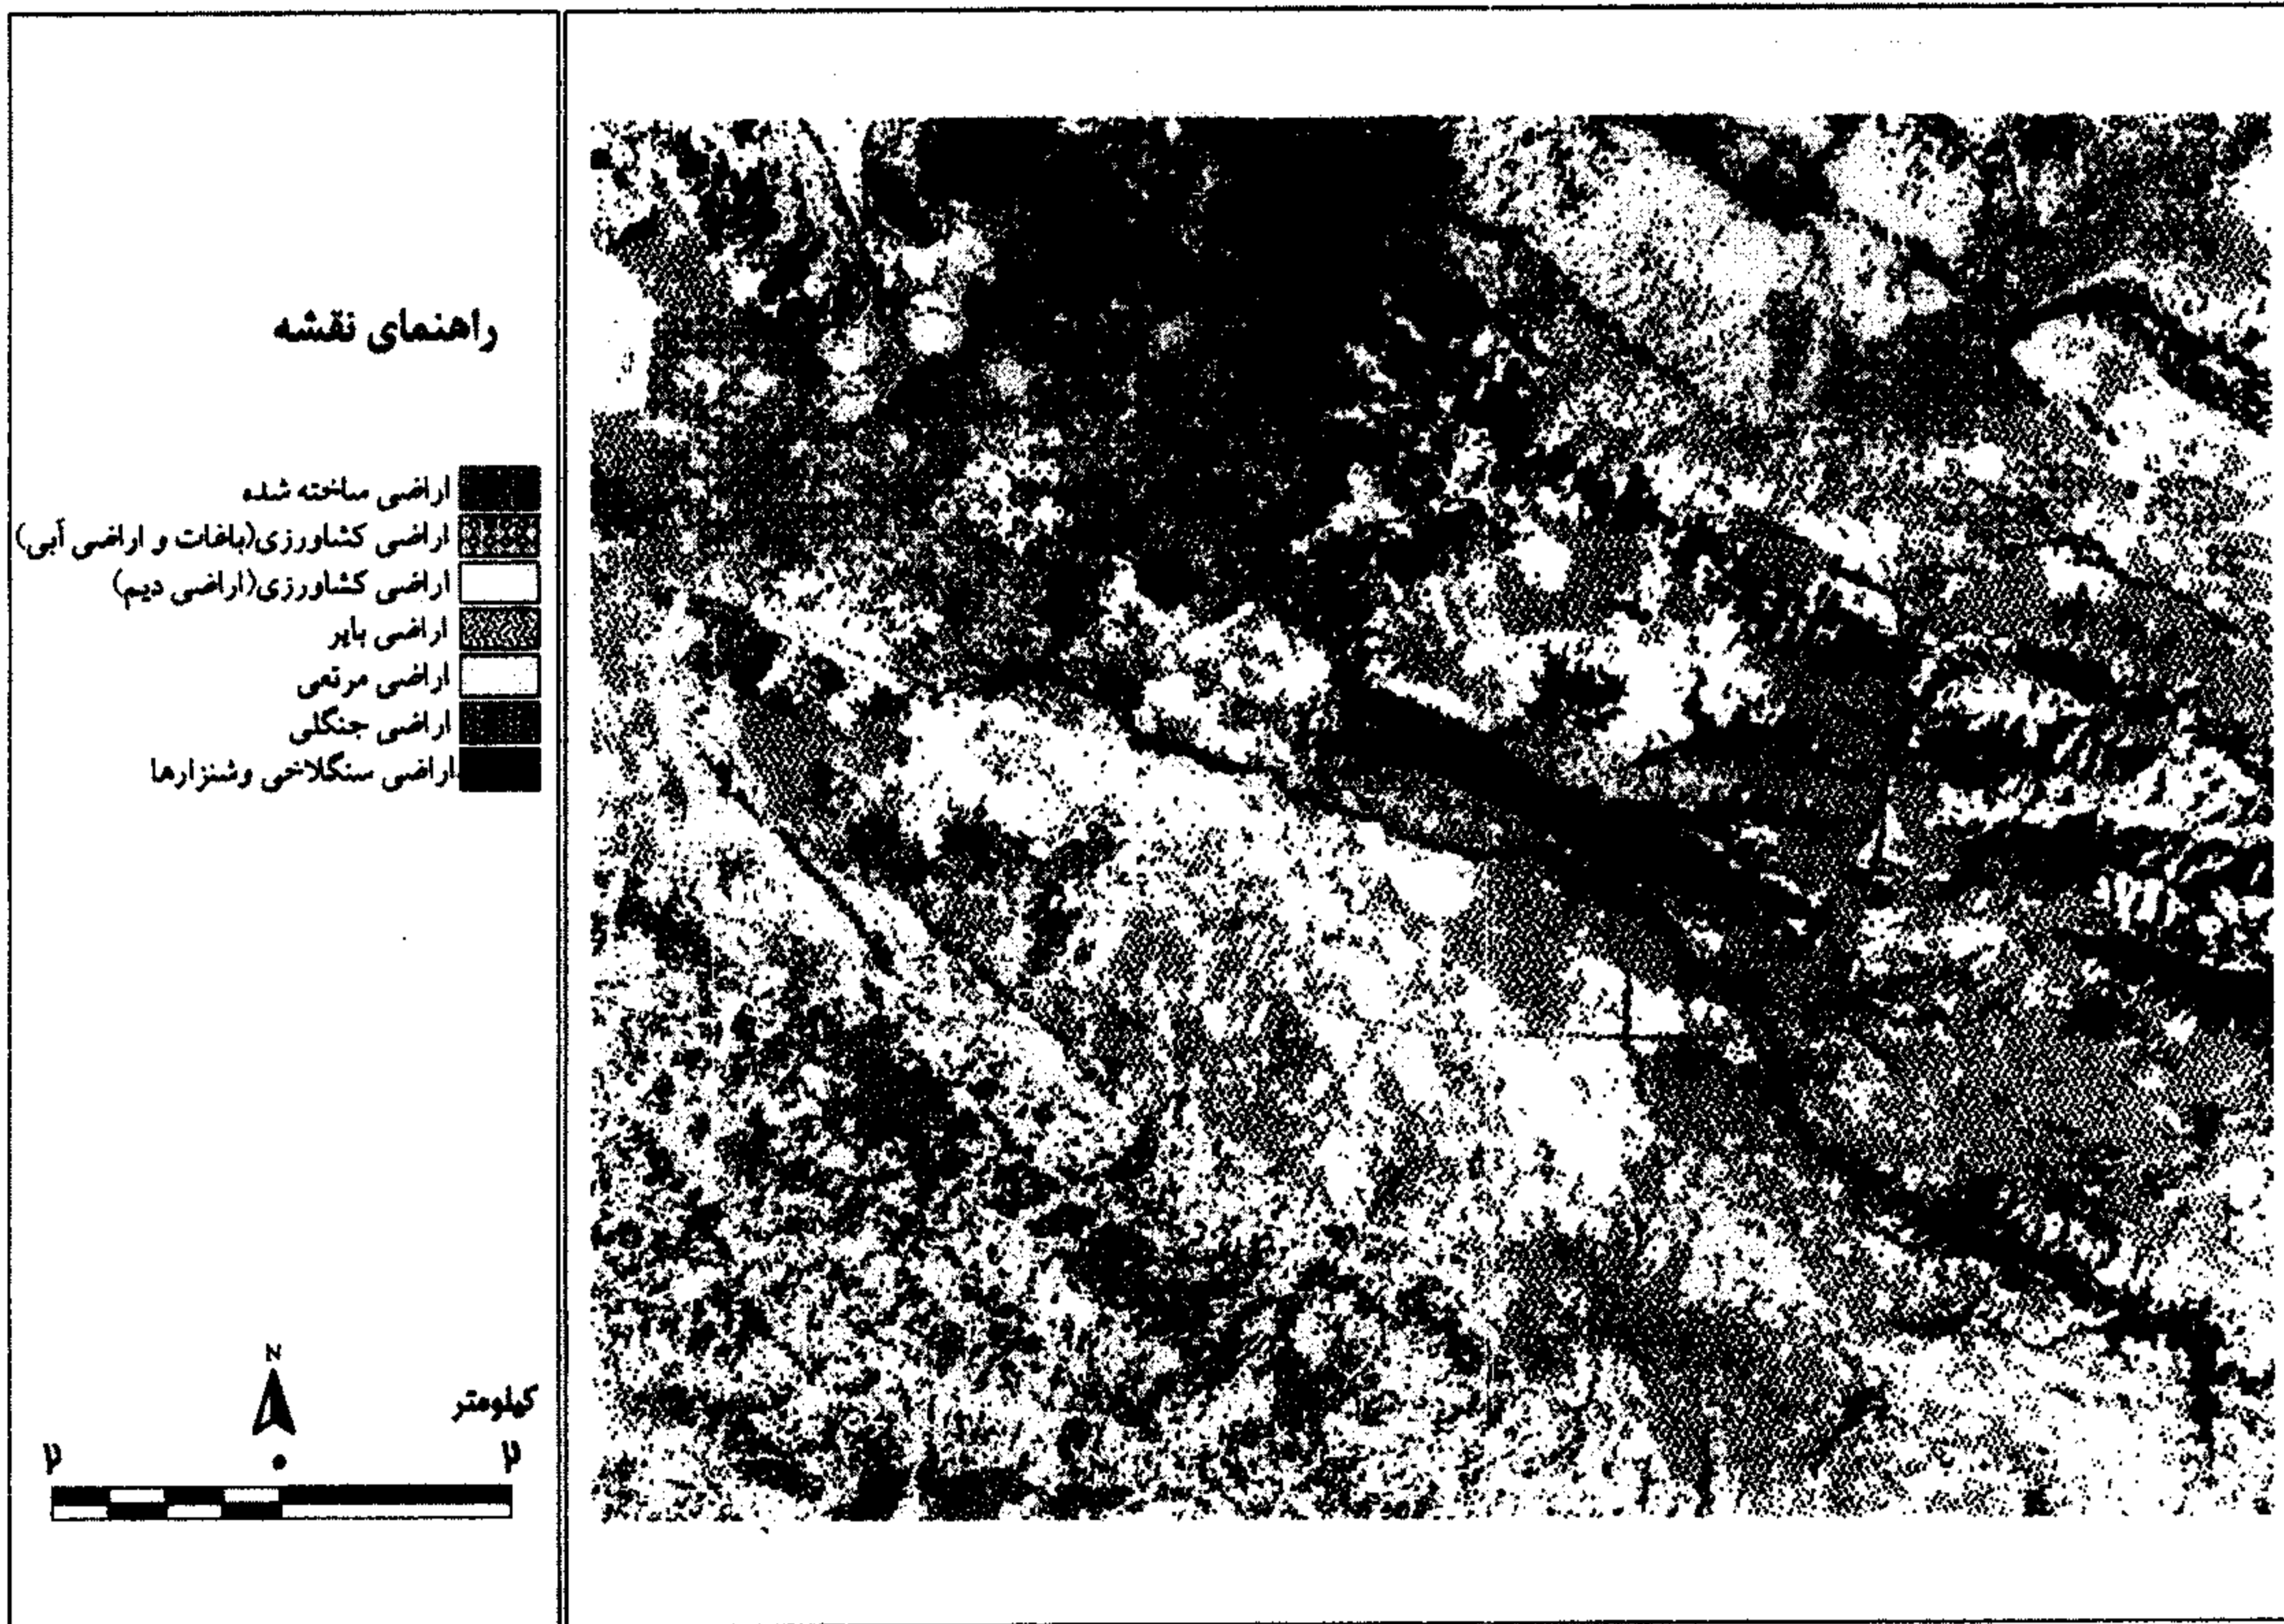 راهنمای نقشه
اراضی ساخته شده
اراضی کشاورزی(باغات و اراضی آبی)
اراضی کشاورزی(اراضی دیم)
اراضی بایر
اراضی مرتعی
اراضی جنگلی
اراضی سنگلاخی وشنزارها
N
کیلومتر
۲ ۰ ۲